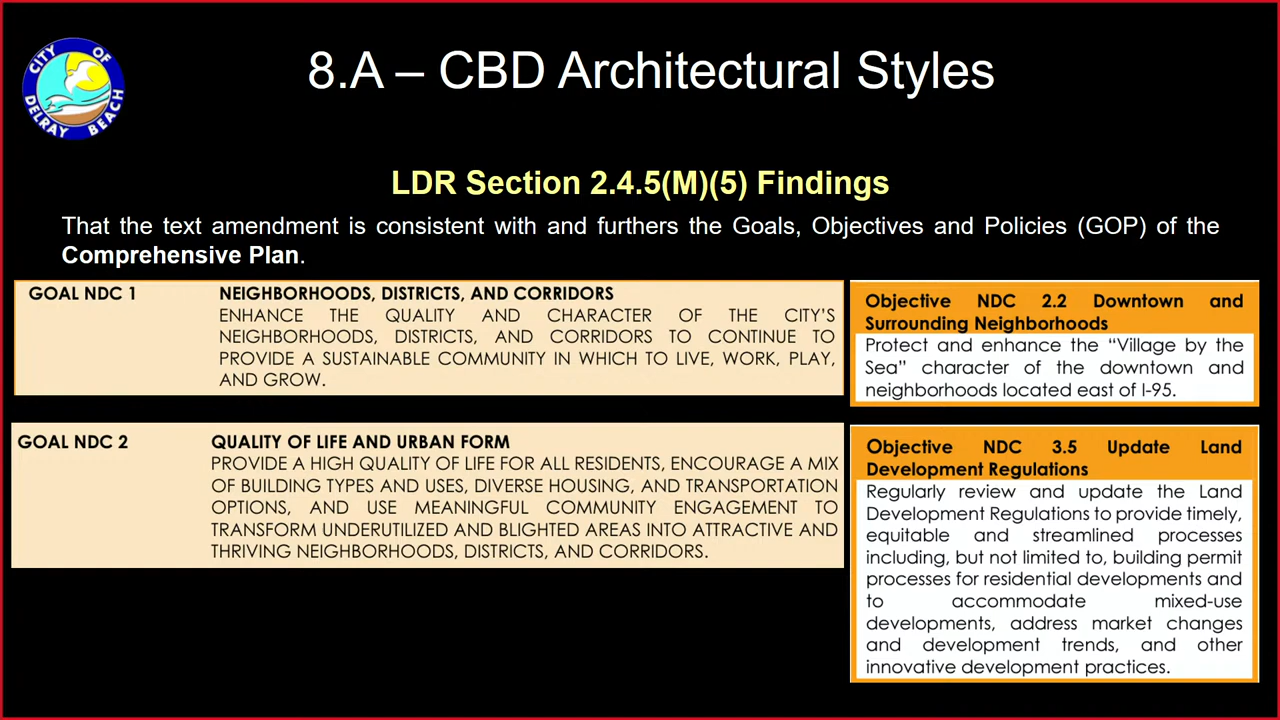 CITY OF
DELRAY BEACH
8.A – CBD Architectural Styles
LDR Section 2.4.5(M)(5) Findings
That the text amendment is consistent with and furthers the Goals, Objectives and Policies (GOP) of the
Comprehensive Plan.
GOAL NDC 1 NEIGHBORHOODS, DISTRICTS, AND CORRIDORS
ENHANCE THE QUALITY AND CHARACTER OF THE CITY'S
NEIGHBORHOODS, DISTRICTS, AND CORRIDORS TO CONTINUE TO
PROVIDE A SUSTAINABLE COMMUNITY IN WHICH TO LIVE, WORK, PLAY,
AND GROW.
Objective NDC 2.2 Downtown and
Surrounding Neighborhoods
Protect and enhance the “Village by the
Sea” character of the downtown and
neighborhoods located east of I-95.
GOAL NDC 2 QUALITY OF LIFE AND URBAN FORM
PROVIDE A HIGH QUALITY OF LIFE FOR ALL RESIDENTS, ENCOURAGE A MIX
OF BUILDING TYPES AND USES, DIVERSE HOUSING, AND TRANSPORTATION
OPTIONS, AND USE MEANINGFUL COMMUNITY ENGAGEMENT TO
TRANSFORM UNDERUTILIZED AND BLIGHTED AREAS INTO ATTRACTIVE AND
THRIVING NEIGHBORHOODS, DISTRICTS, AND CORRIDORS.
Objective NDC 3.5 Update Land
Development Regulations
Regularly review and update the Land
Development Regulations to provide timely,
equitable and streamlined processes
including, but not limited to, building permit
processes for residential developments and
to accommodate mixed-use
developments, address market changes
and development trends, and other
innovative development practices.